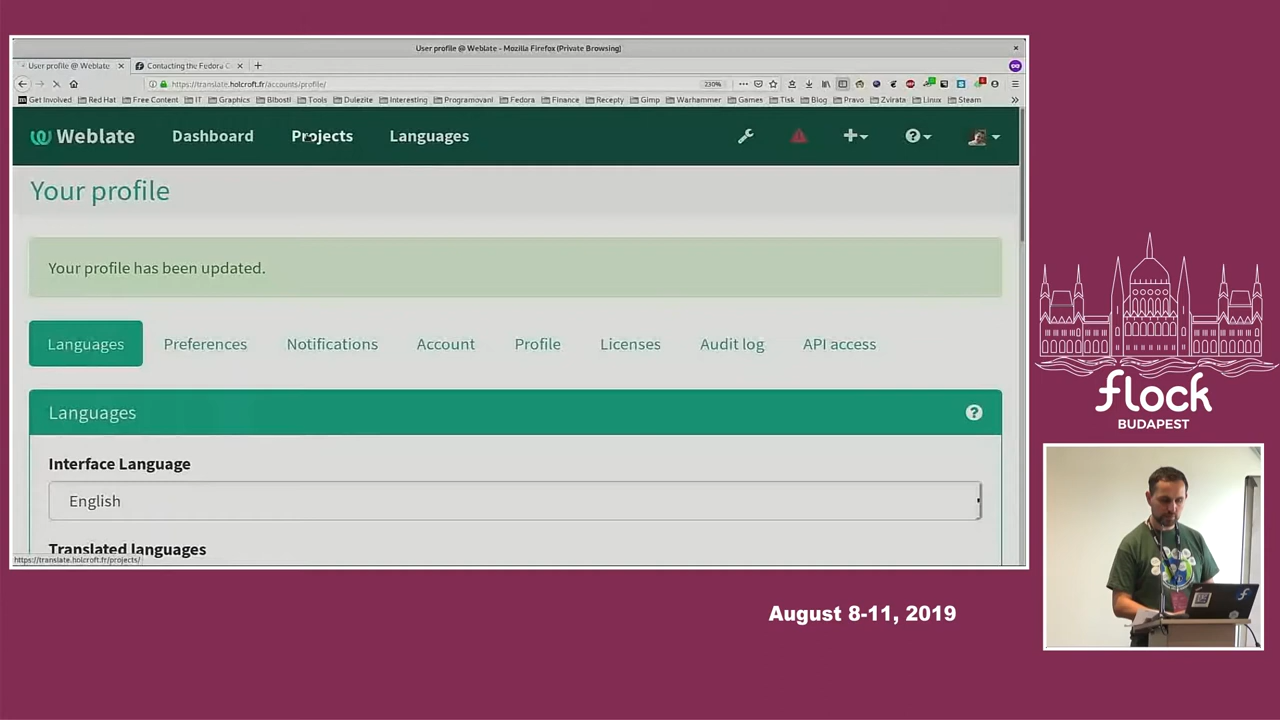 User profile @ Weblate - Mozilla Firefox (Private Browsing)
User profile @ Weblate
Contacting the Fedora C
https://translate.holcroft.fr/accounts/profile/
230%
Get Involved Red Hat Free Content IT Graphics Bibostl Tools Dulezite Interesting Programovani Fedora Finance Recepty Gimp Warhammer Games Tisk Blog Pravo Zvirata Linux Steam
Weblate Dashboard Projects Languages
Your profile
Your profile has been updated.
Languages Preferences Notifications Account Profile Licenses Audit log API access
Languages
Interface Language
English
Translated languages
https://translate.holcroft.fr/projects/
flock
BUDAPEST
August 8-11, 2019